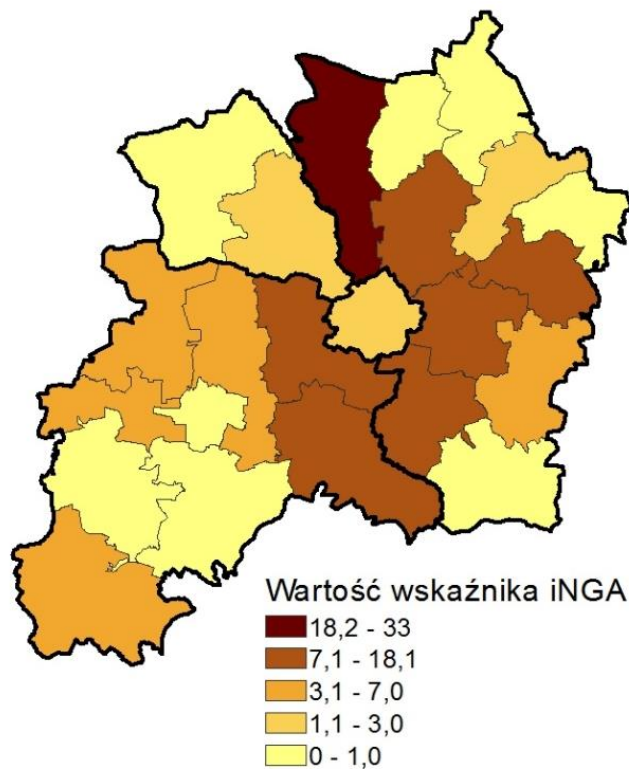 Wartość wskaźnika iNGA
18,2 - 33
7,1 - 18,1
3,1 - 7,0
1,1 - 3,0
0 - 1,0